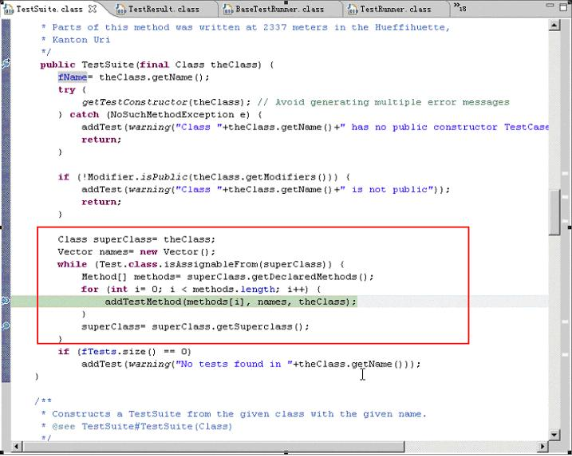 TestSuite.class TestResult.class BaseTestRunner.class TestRunner.class »18
* Parts of this method was written at 2337 meters in the Hueffihuette,
* Kanton Uri
*/
public TestSuite(final Class theClass) {
fName= theClass.getName();
try {
getTestConstructor(theClass); // Avoid generating multiple error messages
} catch (NoSuchMethodException e) {
addTest(warning("Class "+theClass.getName()+" has no public constructor TestCase
return;
}
if (!Modifier.isPublic(theClass.getModifiers())) {
addTest(warning("Class "+theClass.getName()+" is not public"));
return;
}
Class superClass= theClass;
Vector names= new Vector();
while (Test.class.isAssignableFrom(superClass)) {
Method[] methods= superClass.getDeclaredMethods();
for (int i= 0; i < methods.length; i++) {
addTestMethod(methods[i], names, theClass);
}
superClass= superClass.getSuperclass();
}
if (fTests.size() == 0)
addTest(warning("No tests found in "+theClass.getName()));
}
/**
* Constructs a TestSuite from the given class with the given name.
* @see TestSuite#TestSuite(Class)
*/